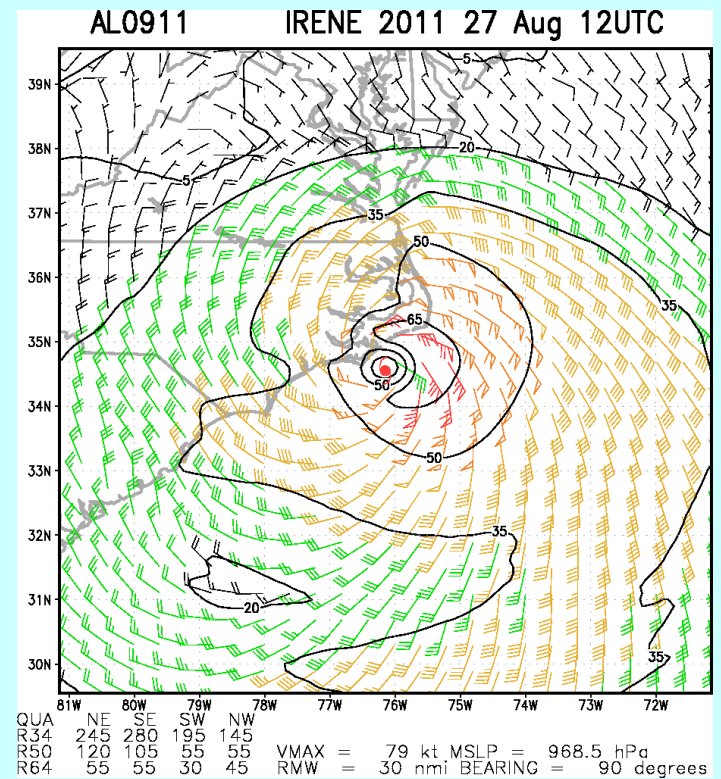 AL0911 IRENE 2011 27 Aug 12UTC
39N
5
38N
20
5
37N
35
50
36N
35
65
35N
50
34N
50
33N
32N
35
31N
20
35
30N
81W 80W 79W 78W 77W 76W 75W 74W 73W 72W
QUA NE SE SW NW
R34 245 280 195 145
R50 120 105 55 55 VMAX = 79 kt MSLP = 968.5 hPa
R64 55 55 30 45 RMW = 30 nmi BEARING = 90 degrees